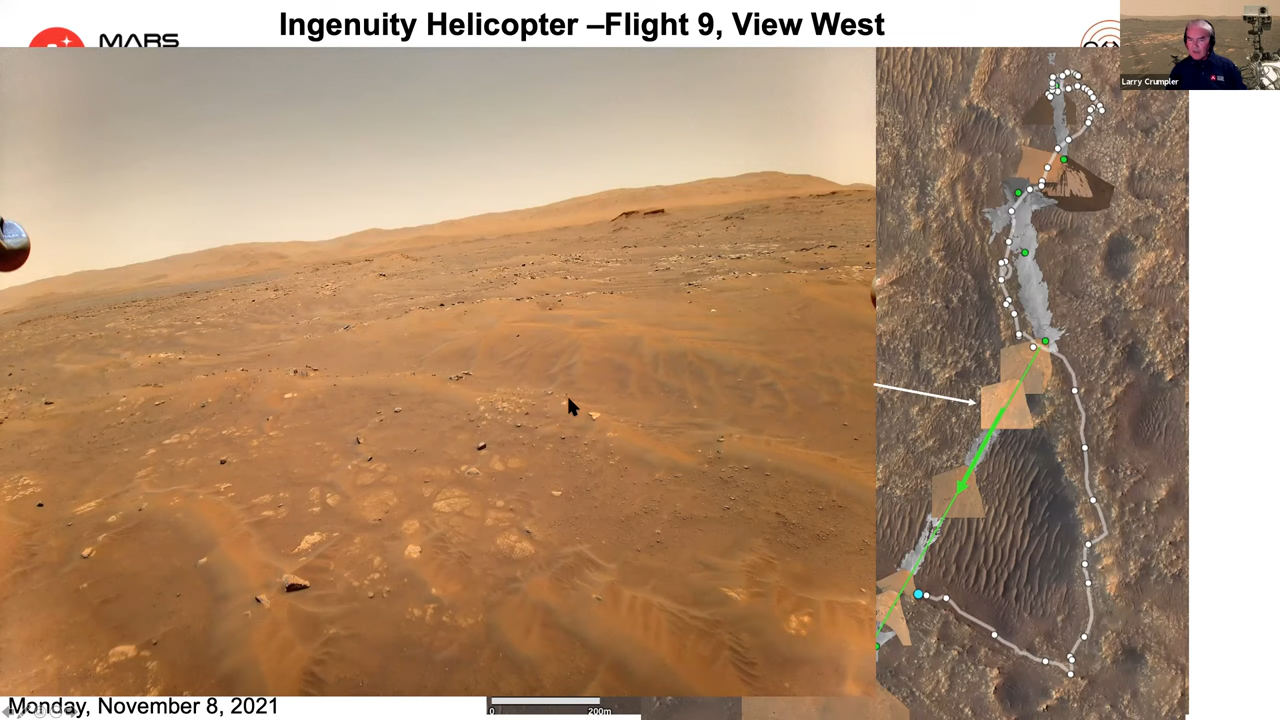 Ingenuity Helicopter –Flight 9, View West
MARS
Larry Crumpler
Monday, November 8, 2021
0 200m